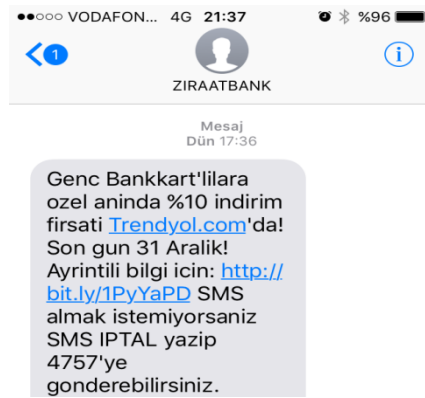 VODAFON... 4G 21:37 %96
1
ZIRAATBANK
Mesaj
Dün 17:36
Genc Bankkart'lilara
ozel aninda %10 indirim
firsati Trendyol.com'da!
Son gun 31 Aralik!
Ayrintili bilgi icin: http://
bit.ly/1PyYaPD SMS
almak istemiyorsaniz
SMS IPTAL yazip
4757'ye
gonderebilirsiniz.